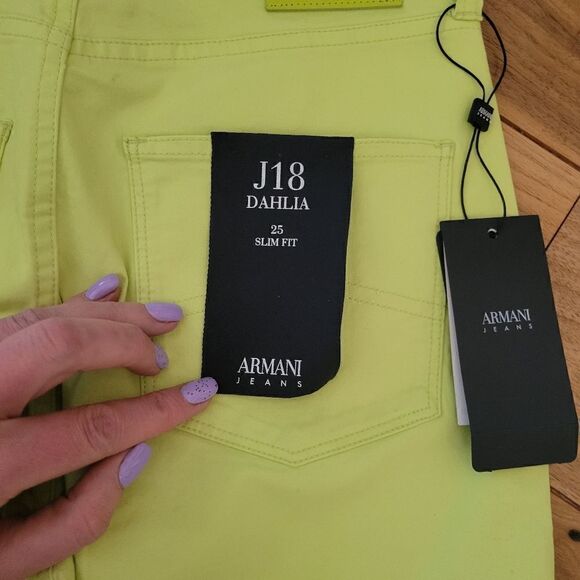 J18
DAHLIA
25
SLIM FIT
ARMANI
JEANS
ARMANI
JEANS